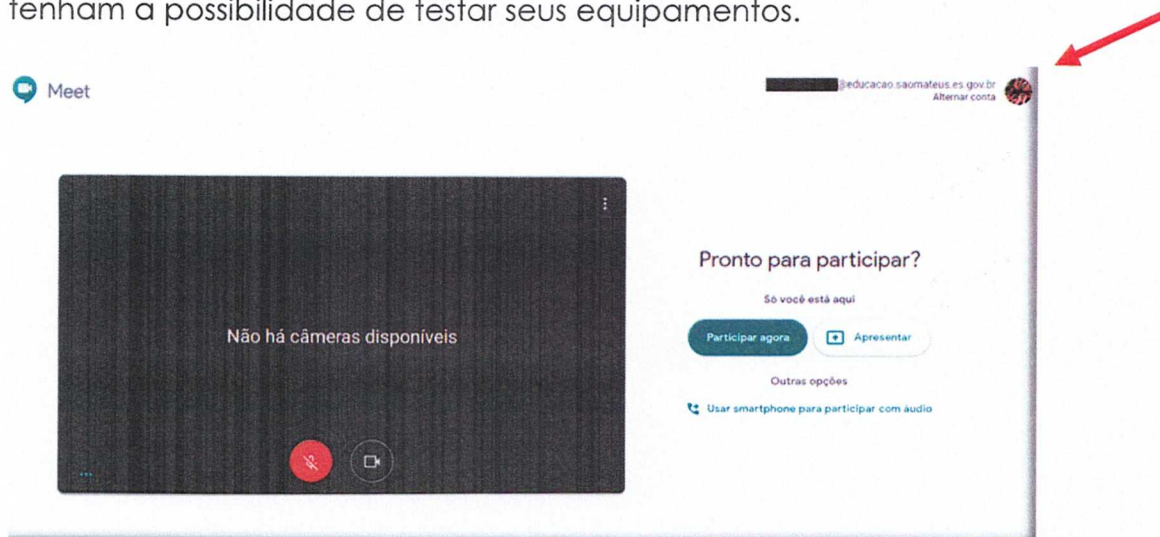 tenham a possibilidade de testar seus equipamentos.
Meet
@educacao.saomateus.es.gov.br
Alternar conta
Não há câmeras disponíveis
Pronto para participar?
Só você está aqui
Participar agora
Apresentar
Outras opções
Usar smartphone para participar com áudio